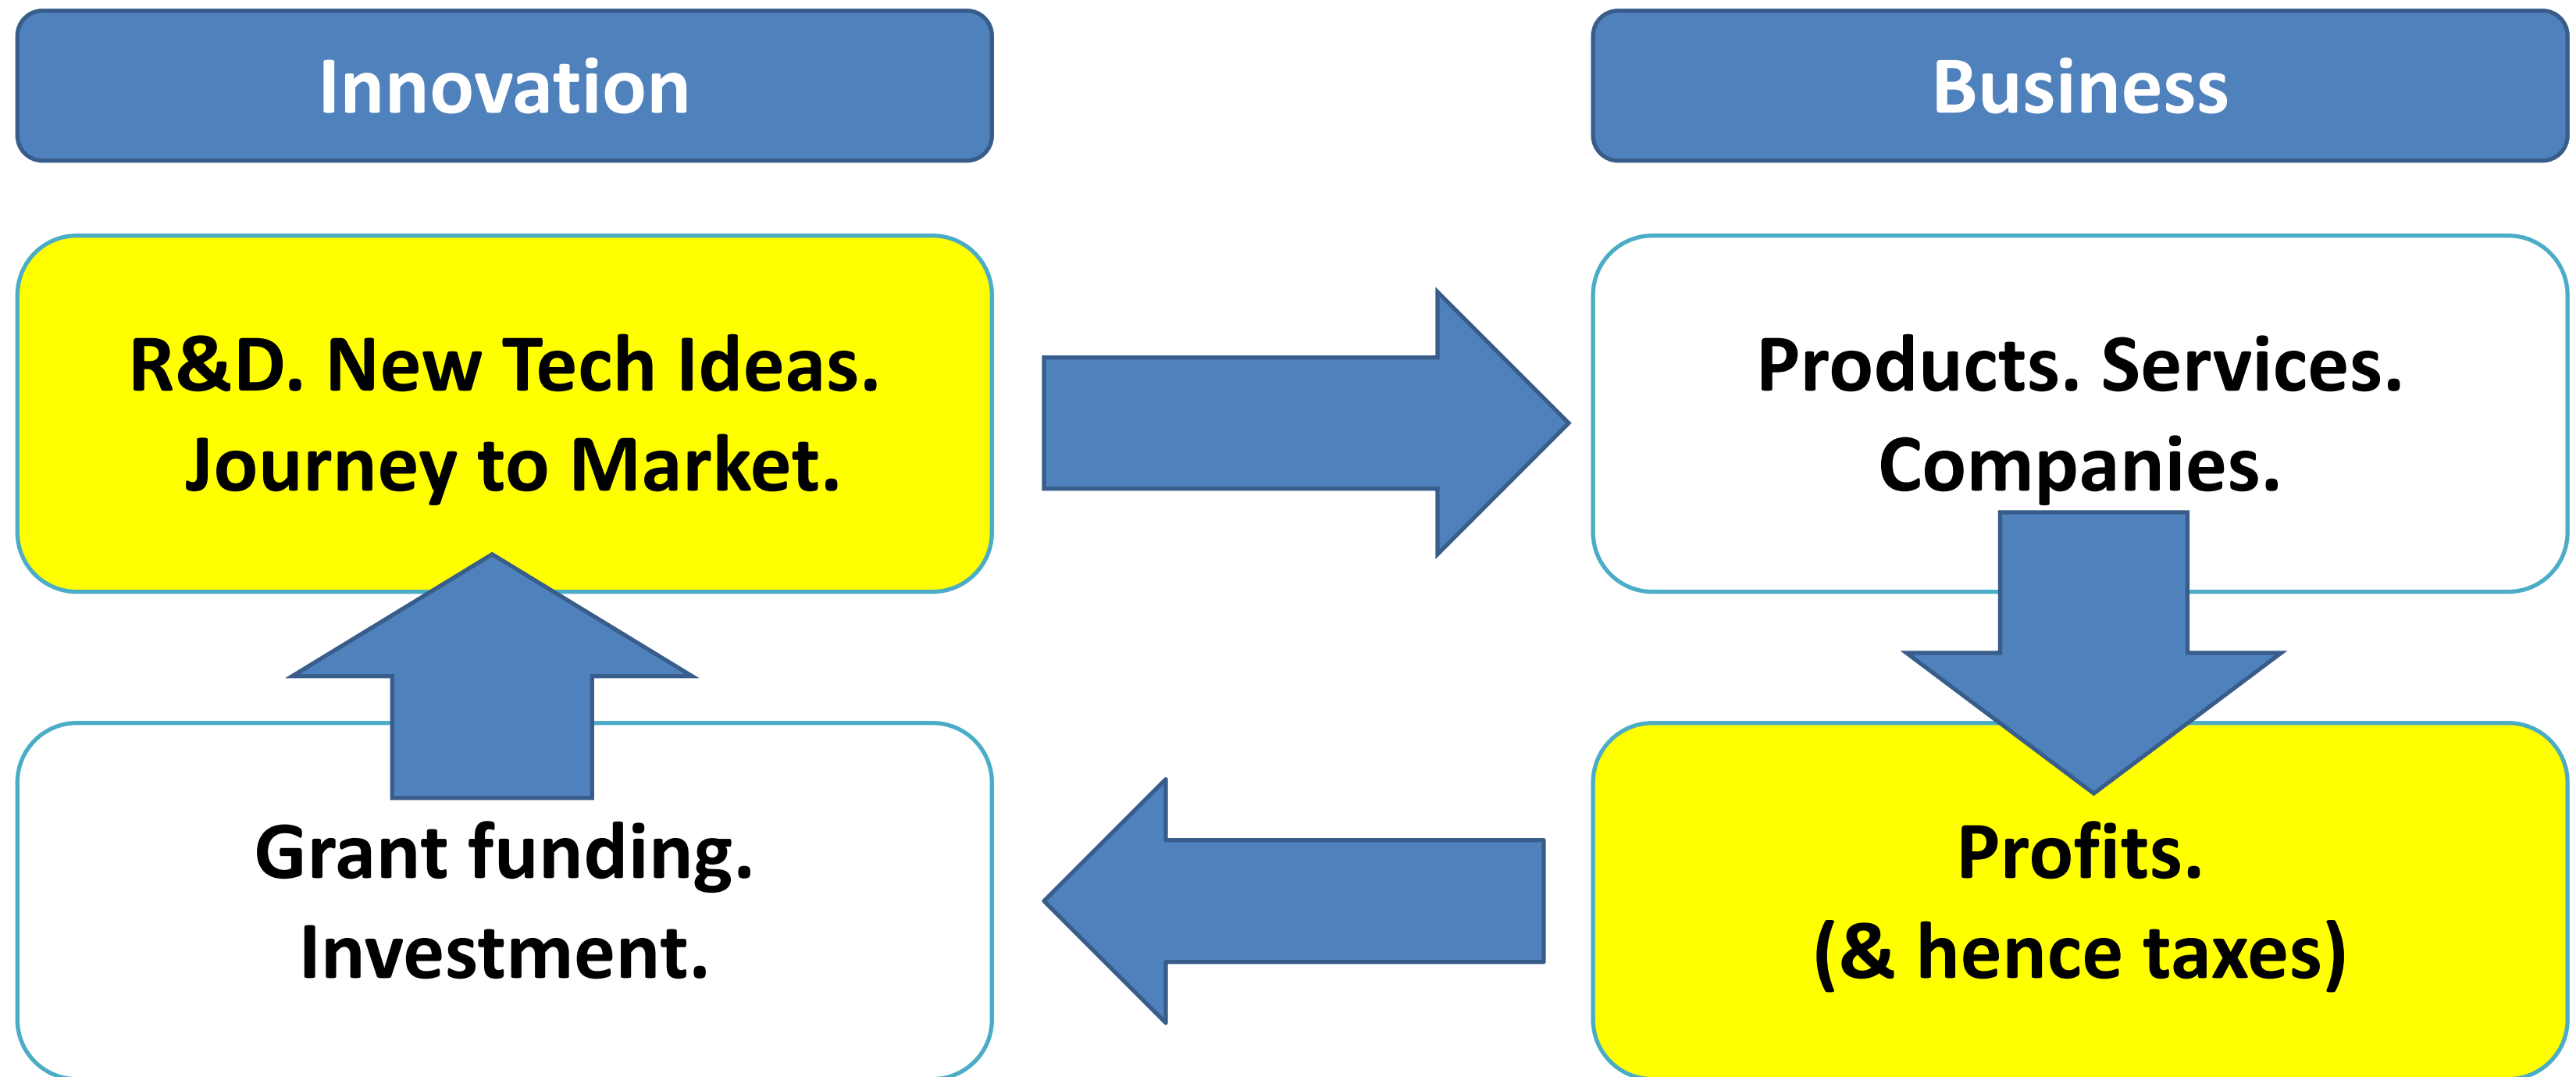 Innovation
Business
R&D. New Tech Ideas.
Journey to Market.
Products. Services.
Companies.
Grant funding.
Investment.
Profits.
(& hence taxes)